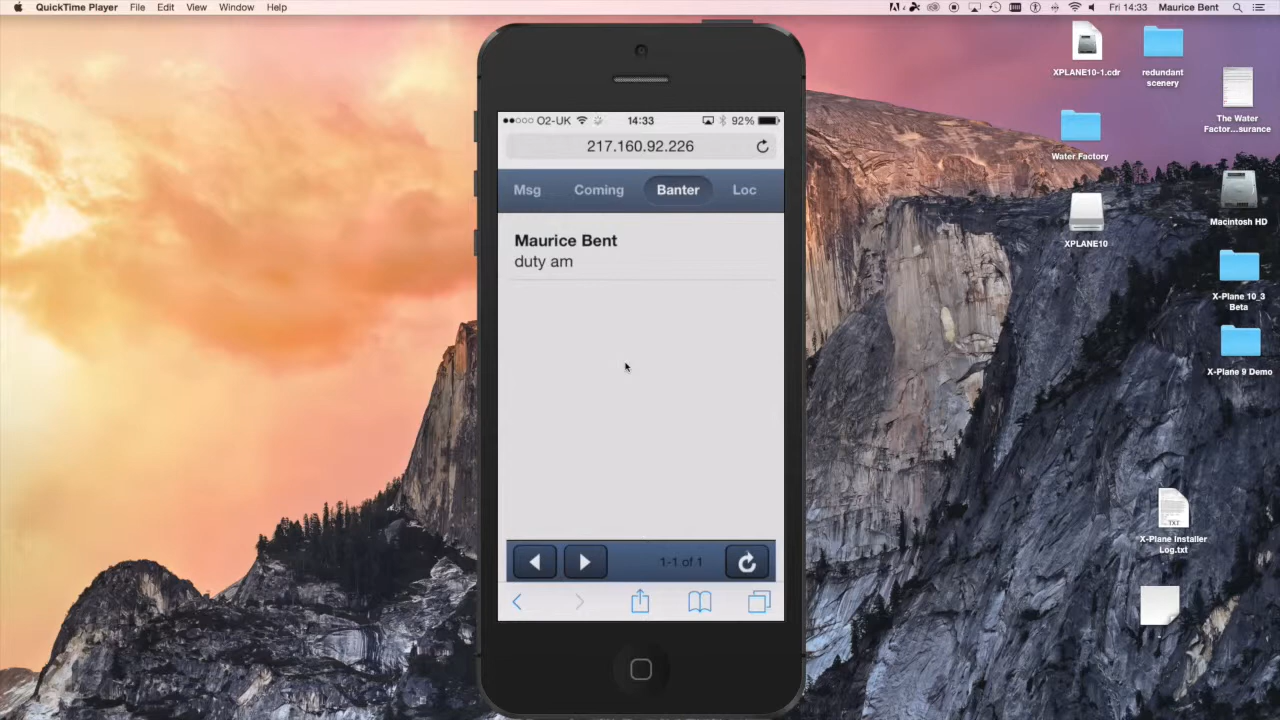 QuickTime Player File Edit View Window Help
Fri 14:33 Maurice Bent
XPLANE10-1.cdr
redundant
scenery
The Water
Factor...surance
Water Factory
Macintosh HD
XPLANE10
X-Plane 10_3
Beta
X-Plane 9 Demo
X-Plane Installer
Log.txt
TXT
O2-UK 14:33 92%
217.160.92.226
Msg Coming Banter Loc
Maurice Bent
duty am
1-1 of 1